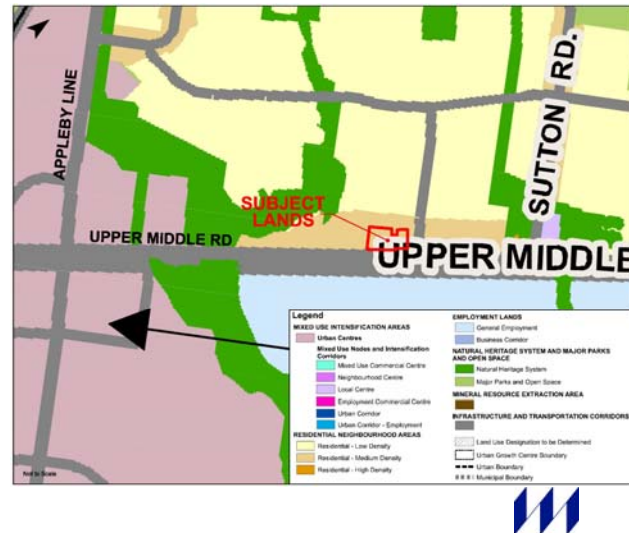 APPLEBY LINE
SUTTON RD.
SUBJECT
LANDS
UPPER MIDDLE RD
UPPER MIDDLE
Legend
MIXED USE INTENSIFICATION AREAS
Urban Centres
Mixed Use Nodes and Intensification
Corridors
Mixed Use Commercial Centre
Neighbourhood Centre
Local Centre
Employment Commercial Centre
Urban Corridor
Urban Corridor - Employment
RESIDENTIAL NEIGHBOURHOOD AREAS
Residential - Low Density
Residential - Medium Density
Residential - High Density
EMPLOYMENT LANDS
General Employment
Business Corridor
NATURAL HERITAGE SYSTEM AND MAJOR PARKS
AND OPEN SPACE
Natural Heritage System
Major Parks and Open Space
MINERAL RESOURCE EXTRACTION AREA
INFRASTRUCTURE AND TRANSPORTATION CORRIDORS
Land Use Designation to be Determined
Urban Growth Centre Boundary
Urban Boundary
Municipal Boundary
Not to Scale